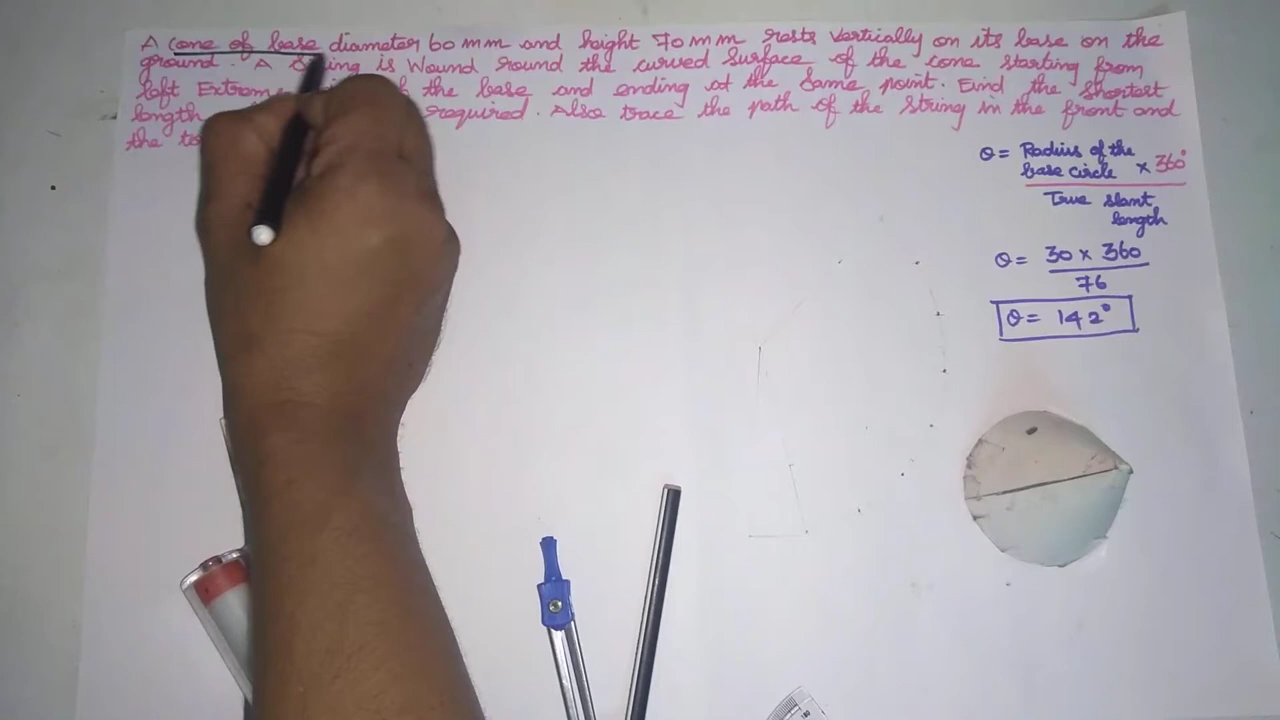 A cone of base diameter 60 mm and height 70 mm rests vertically on its base on the
ground. A is Wound round the curved Surface of the cone starting from
left Extreme the base and ending at the Same point. Find the shortest
length required. Also trace the path of the string in the front and
the
θ = Radius of the
base circle × 360°
True slant
length
θ = 30 × 360
76
θ = 142°
180